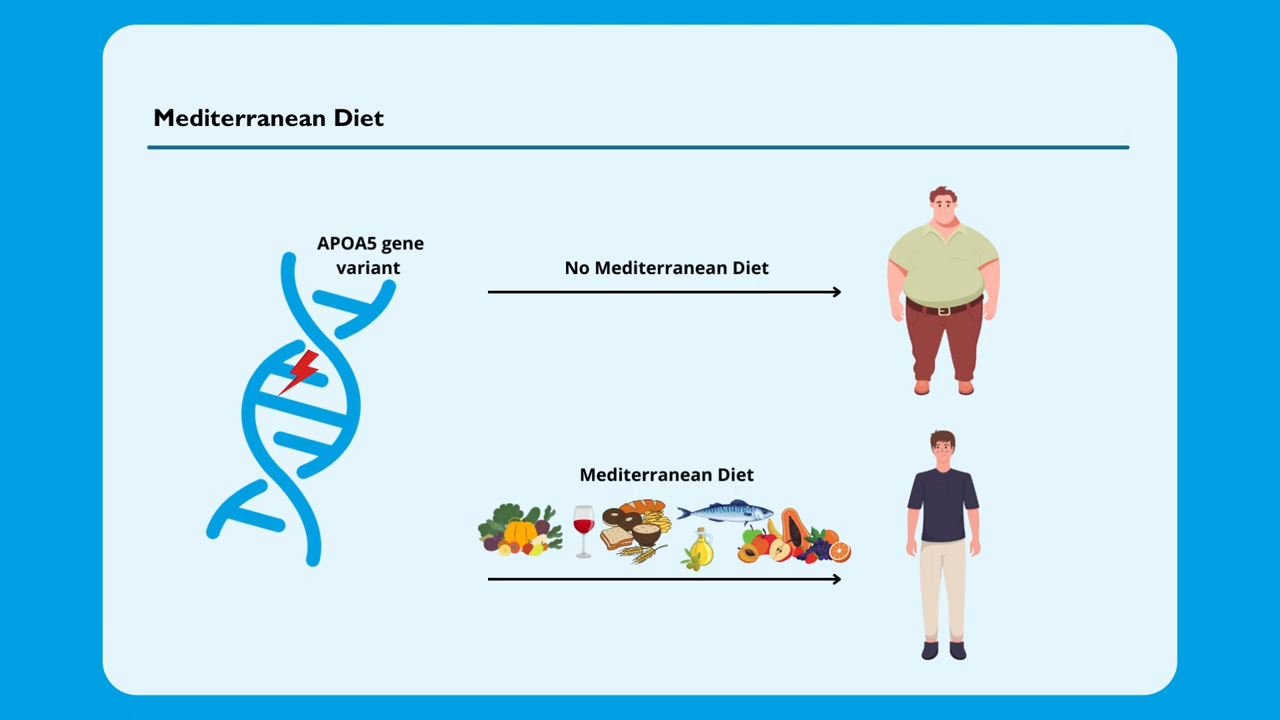 Mediterranean Diet
APOA5 gene
variant
No Mediterranean Diet
Mediterranean Diet